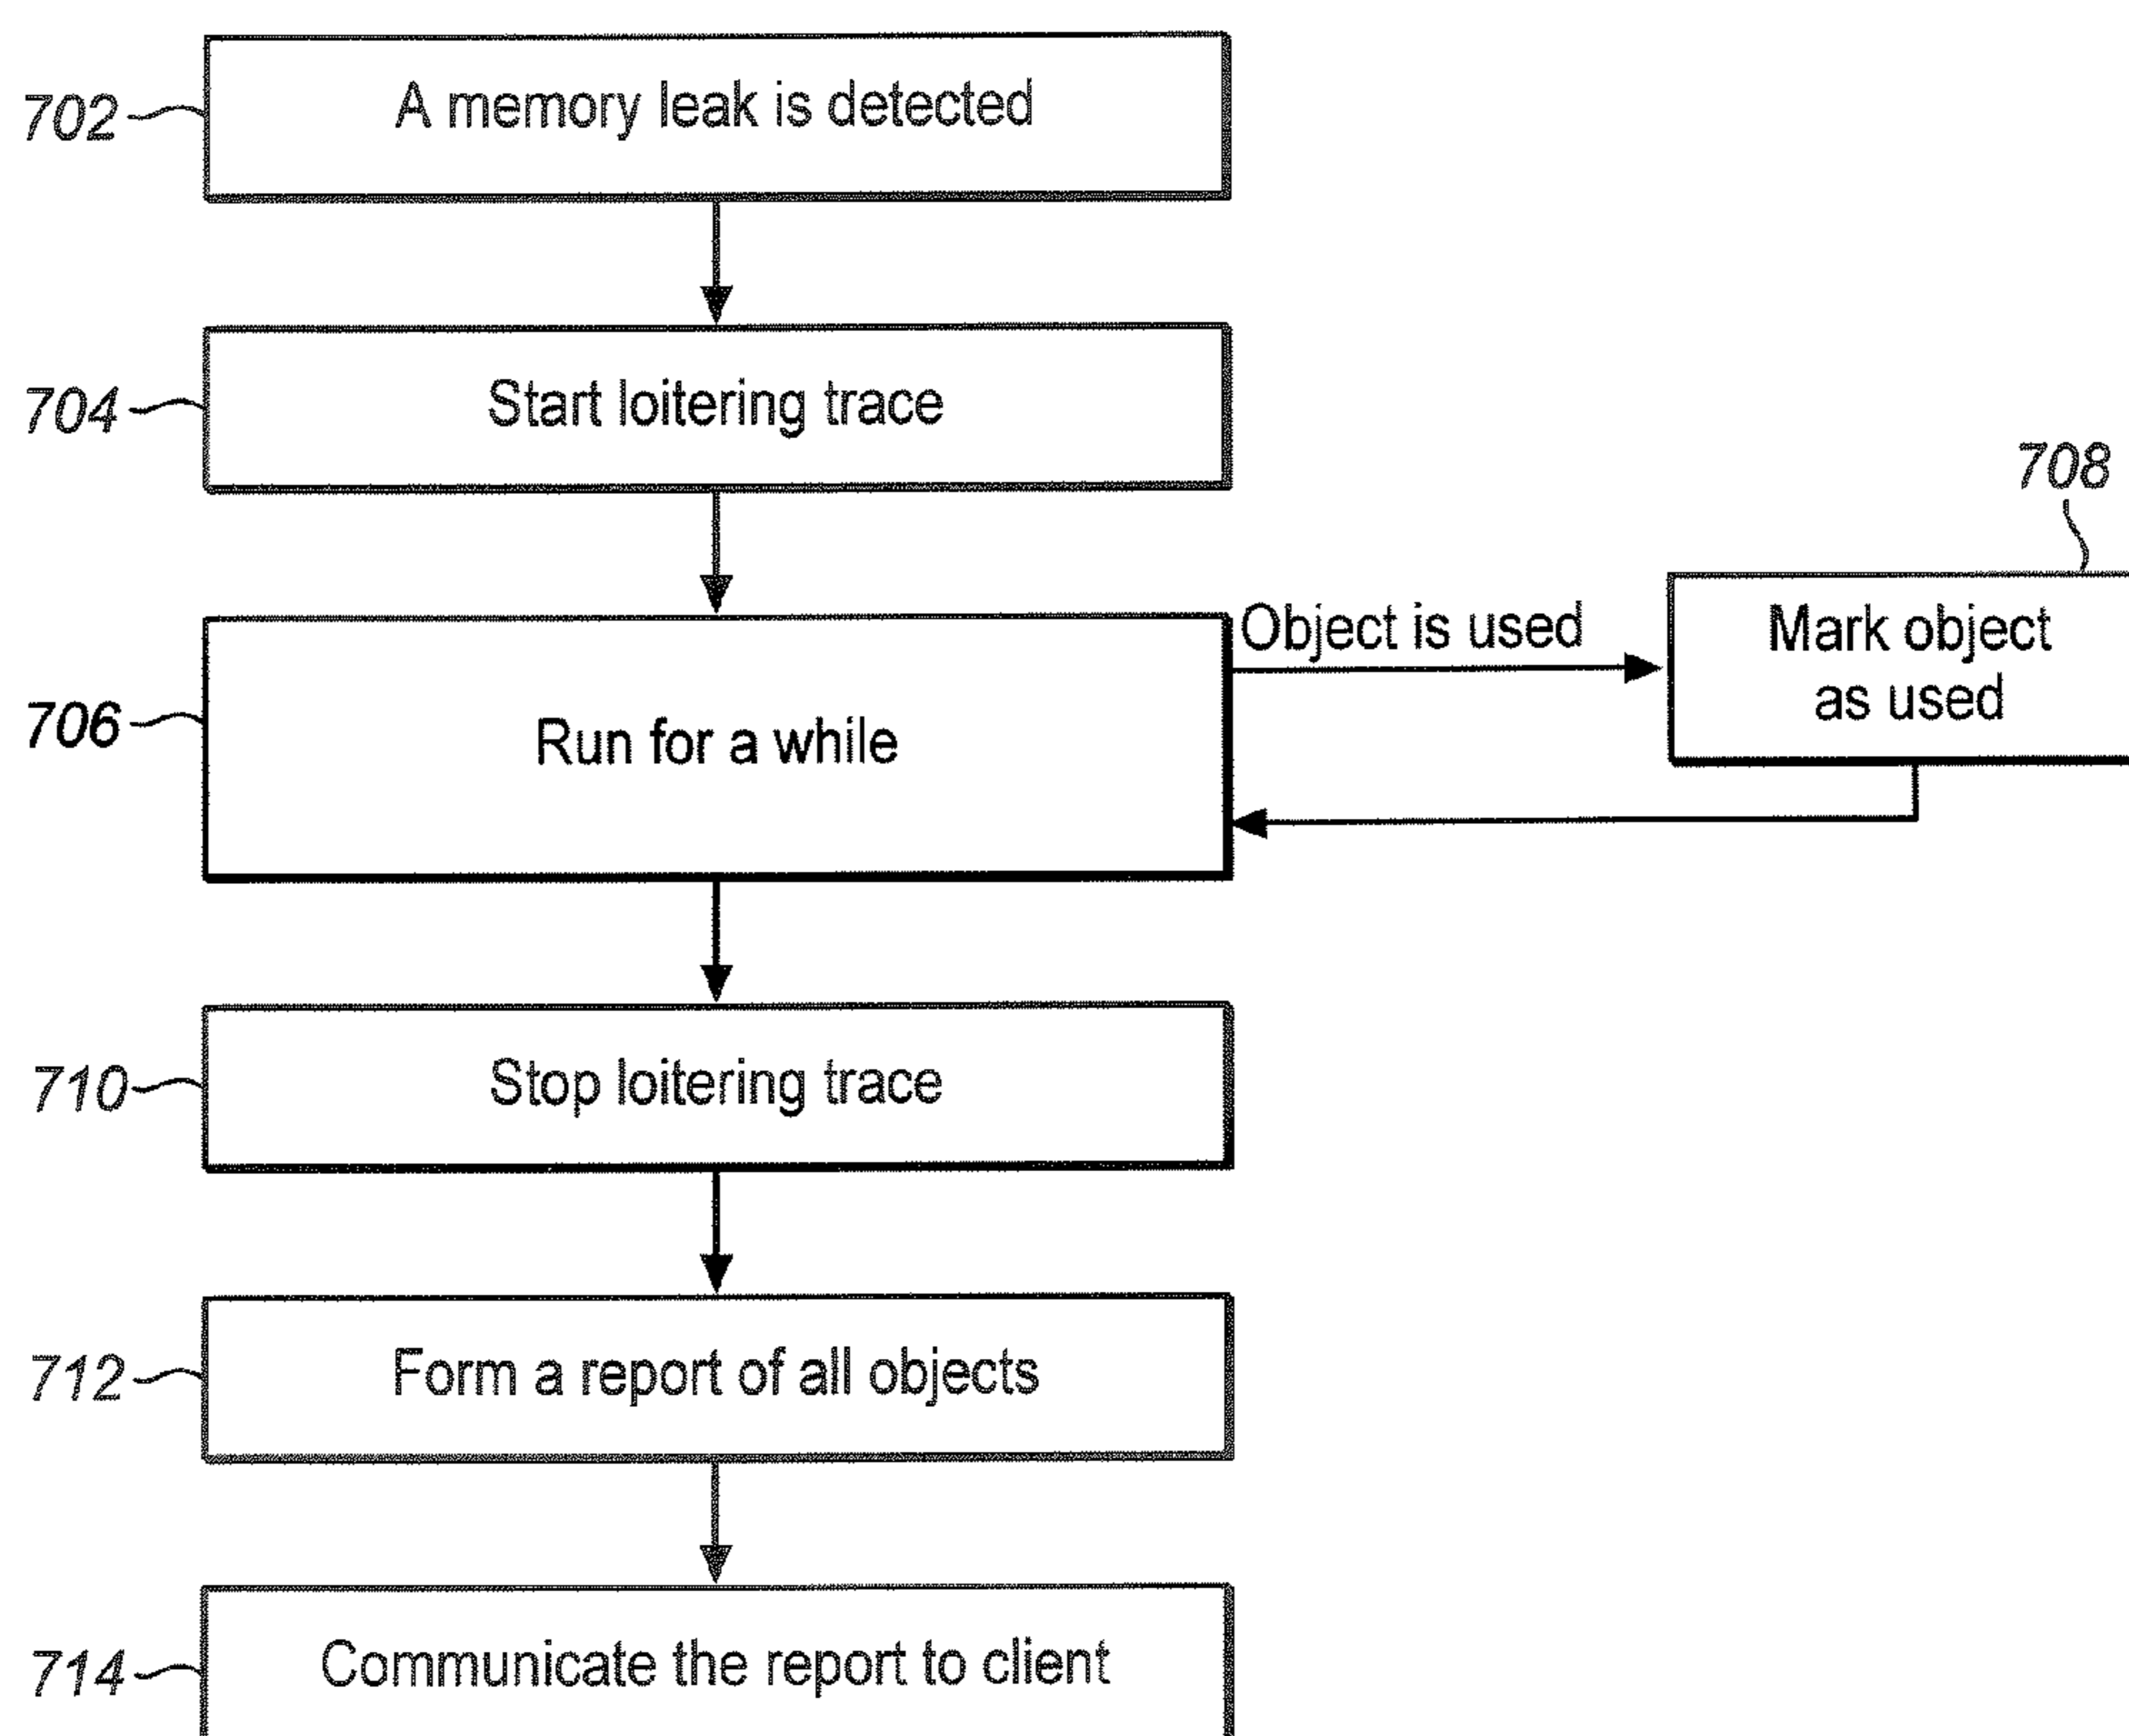 702
A memory leak is detected
704
Start loitering trace
708
706
Run for a while
Object is used
Mark object
as used
710
Stop loitering trace
712
Form a report of all objects
714
Communicate the report to client